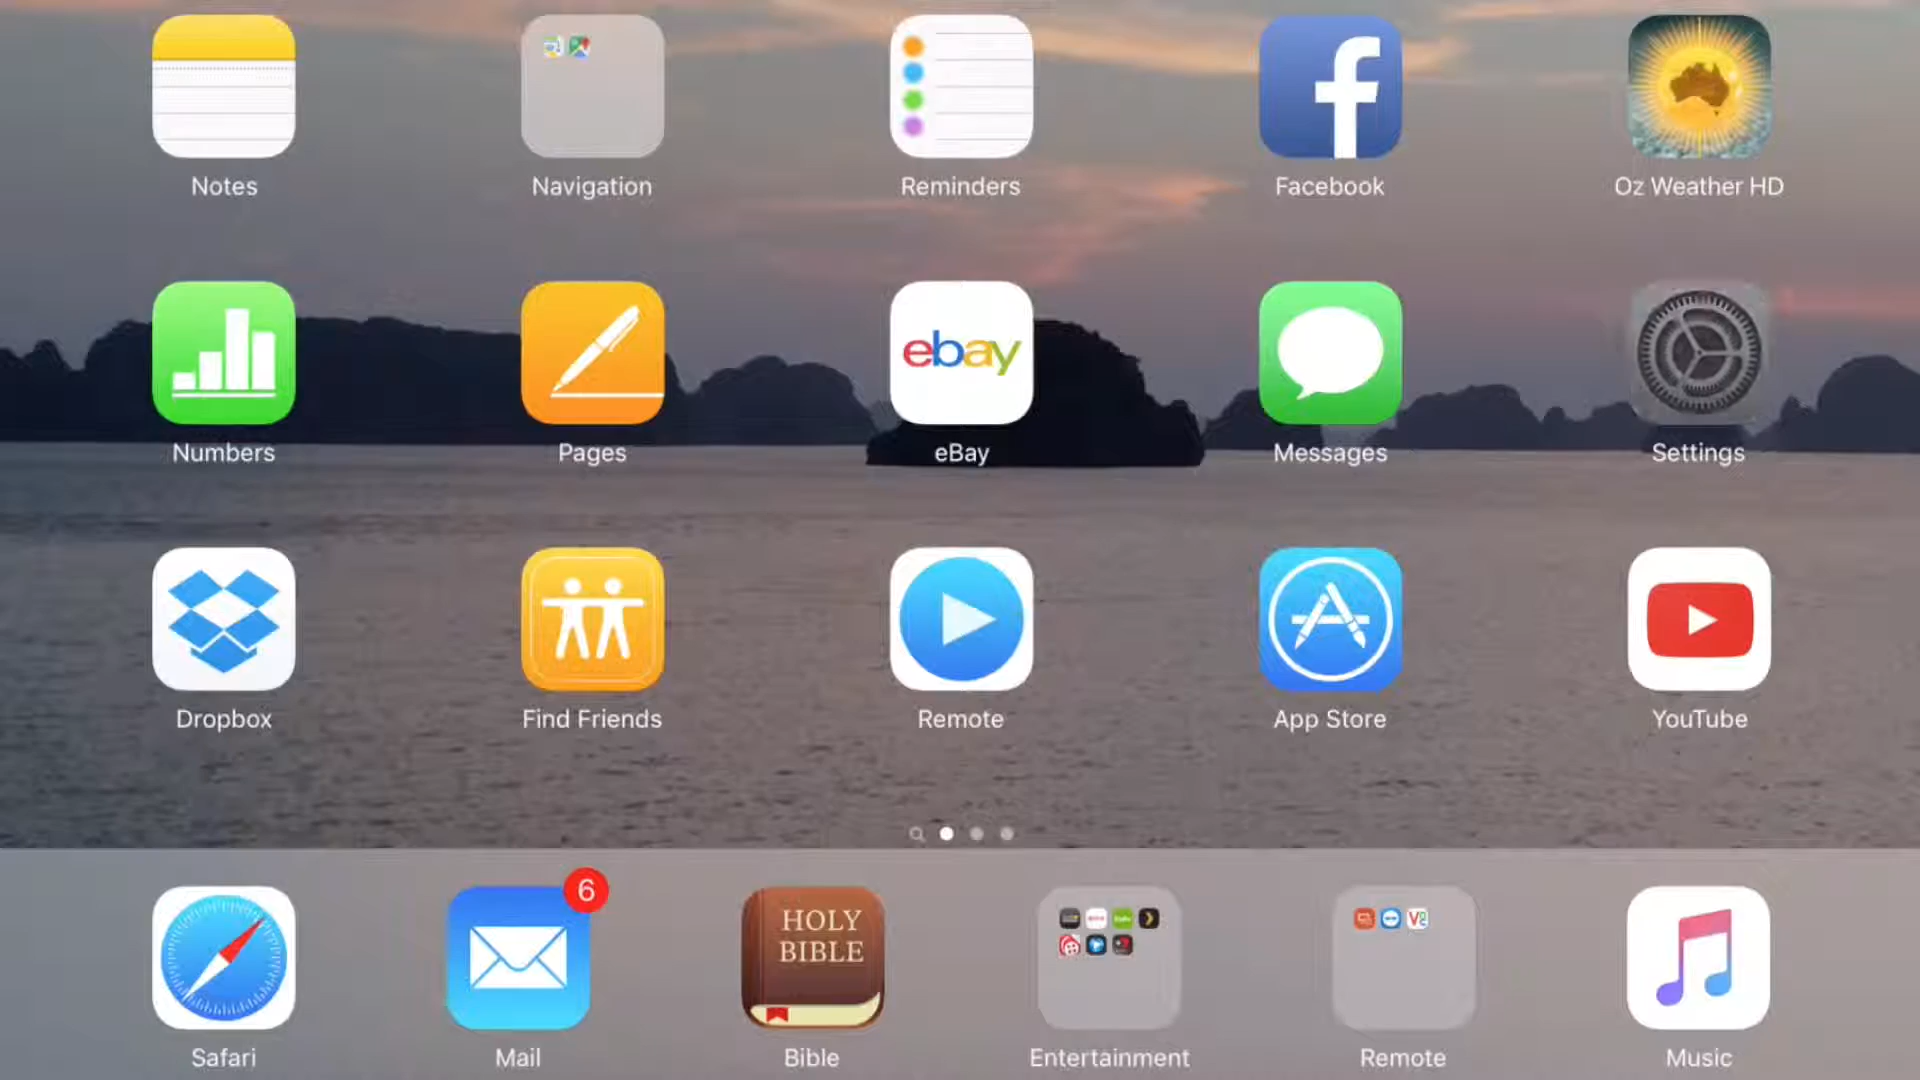 Notes
Navigation
Reminders
Facebook
Oz Weather HD
ebay
Numbers
Pages
eBay
Messages
Settings
Dropbox
Find Friends
Remote
App Store
YouTube
6
HOLY
BIBLE
Safari
Mail
Bible
Entertainment
Remote
Music